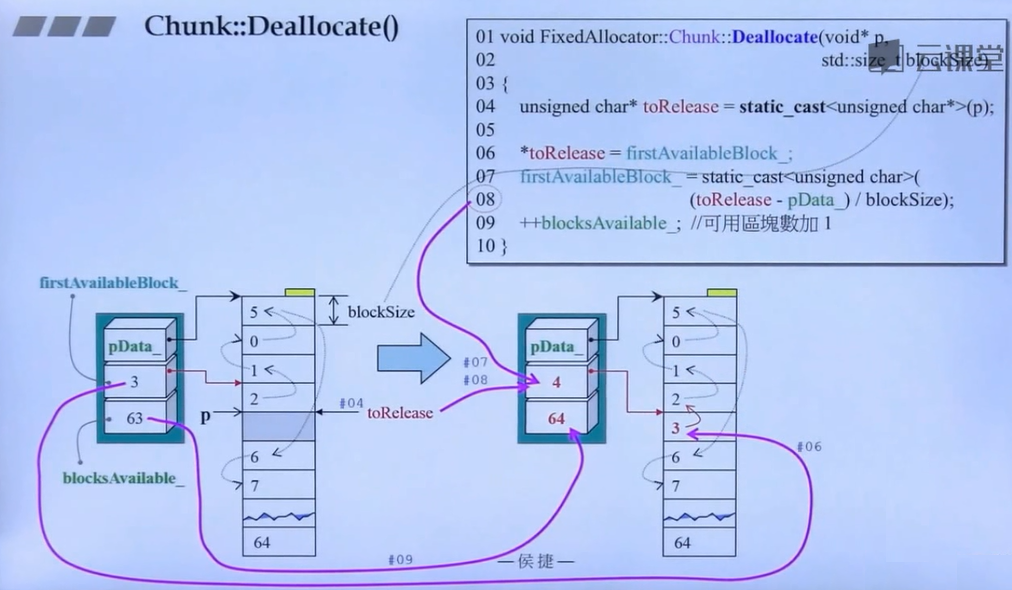 Chunk::Deallocate()
01 void FixedAllocator::Chunk::Deallocate(void* p,
02 std::size_t blockSize)
03 {
04 unsigned char* toRelease = static_cast<unsigned char*>(p);
05
06 *toRelease = firstAvailableBlock_;
07 firstAvailableBlock_ = static_cast<unsigned char>(
08 (toRelease - pData_) / blockSize);
09 ++blocksAvailable_; //可用區塊數加 1
10 }
云课堂
firstAvailableBlock_
pData_
3
63
blocksAvailable_
p
5
0
1
2
6
7
64
blockSize
#04
toRelease
#07
#08
#09
pData_
4
64
5
0
1
2
3
6
7
64
#06
—侯捷—